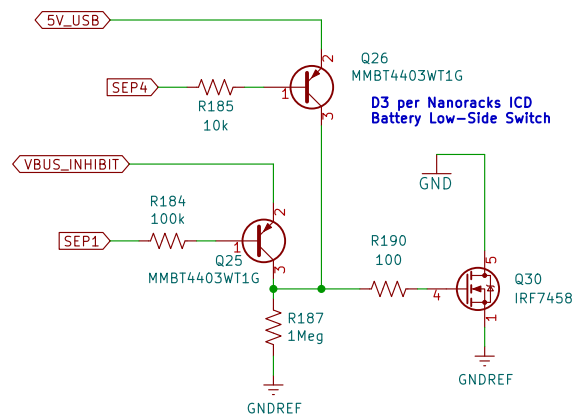 5V_USB
2
Q26
MMBT4403WT1G
SEP4
R185
10k
1
3
D3 per Nanoracks ICD
Battery Low-Side Switch
VBUS_INHIBIT
GND
R184
100k
2
SEP1
1
Q25
MMBT4403WT1G
3
R190
100
5
Q30
IRF7458
4
1
R187
1Meg
GNDREF
GNDREF